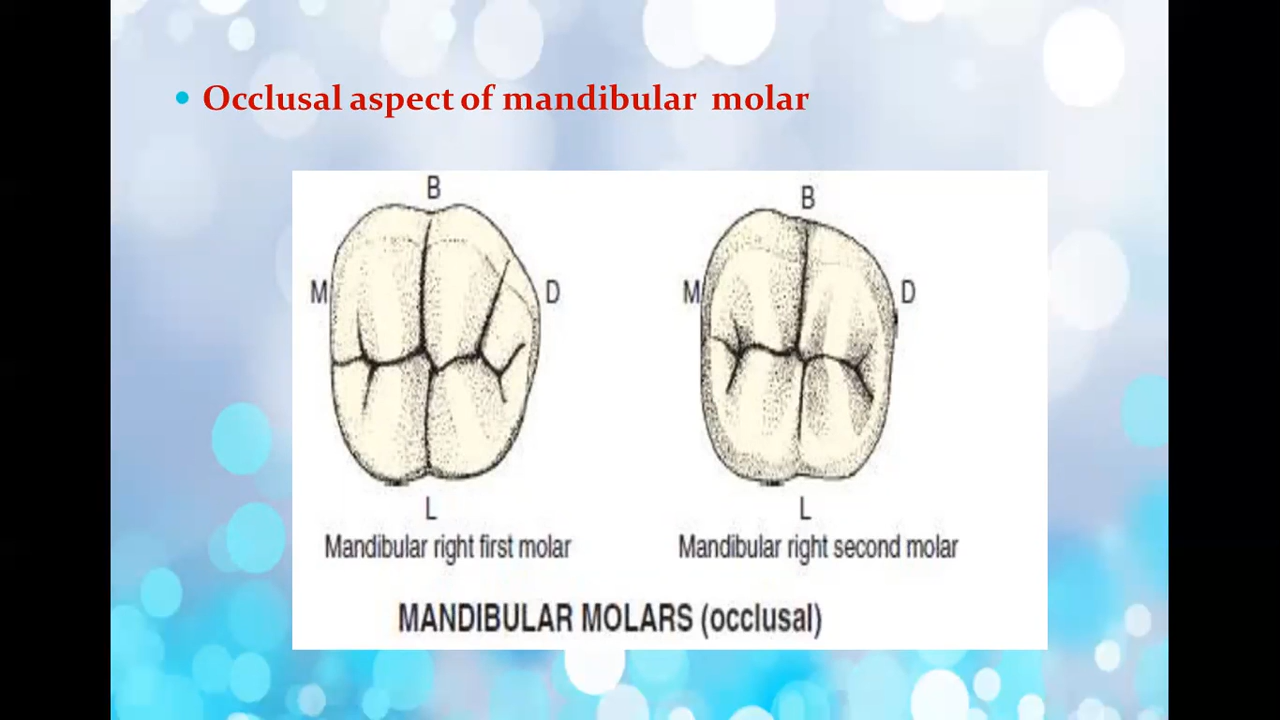 Occlusal aspect of mandibular molar
B
B
M
D
M
D
L
L
Mandibular right first molar
Mandibular right second molar
MANDIBULAR MOLARS (occlusal)